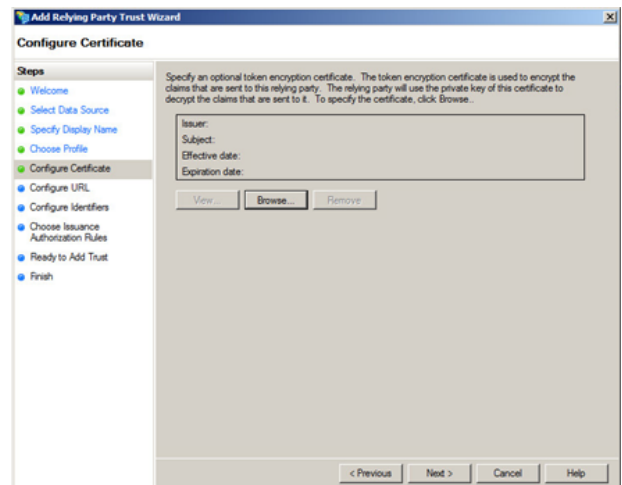 Add Relying Party Trust Wizard
Configure Certificate
Steps
Welcome
Select Data Source
Specify Display Name
Choose Profile
Configure Certificate
Configure URL
Configure Identifiers
Choose Issuance
Authorization Rules
Ready to Add Trust
Finish
Specify an optional token encryption certificate. The token encryption certificate is used to encrypt the
claims that are sent to this relying party. The relying party will use the private key of this certificate to
decrypt the claims that are sent to it. To specify the certificate, click Browse..
Issuer:
Subject:
Effective date:
Expiration date:
View...
Browse...
Remove
< Previous
Next >
Cancel
Help